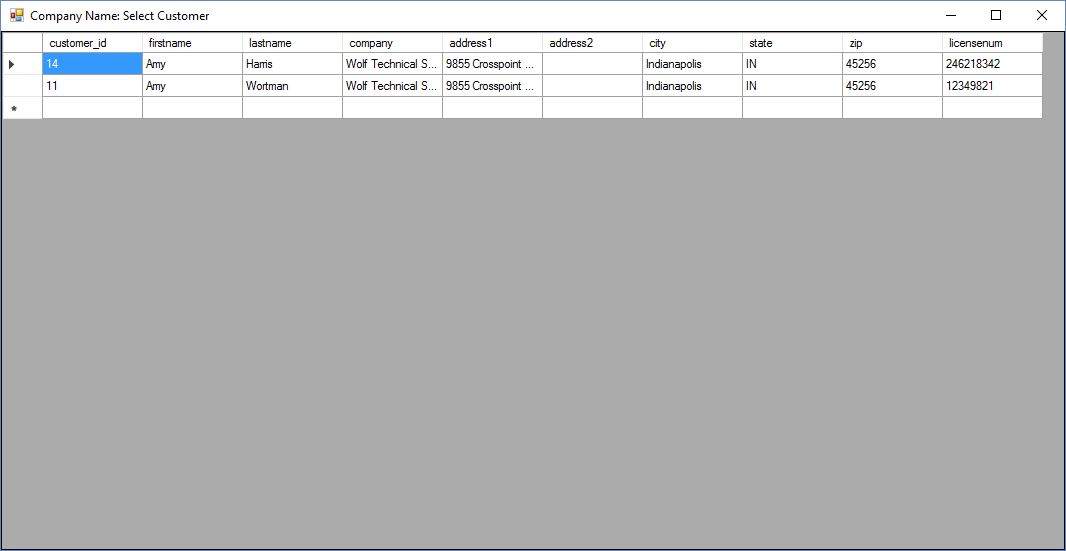 Company Name: Select Customer
customer_id firstname lastname company address1 address2 city state zip licensenum
14 Amy Harris Wolf Technical S... 9855 Crosspoint ... Indianapolis IN 45256 246218342
11 Amy Wortman Wolf Technical S... 9855 Crosspoint ... Indianapolis IN 45256 12349821
*